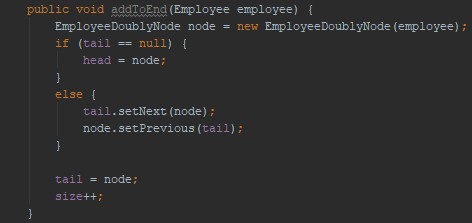 public void addToEnd(Employee employee) {
EmployeeDoublyNode node = new EmployeeDoublyNode(employee);
if (tail == null) {
head = node;
}
else {
tail.setNext(node);
node.setPrevious(tail);
}
tail = node;
size++;
}